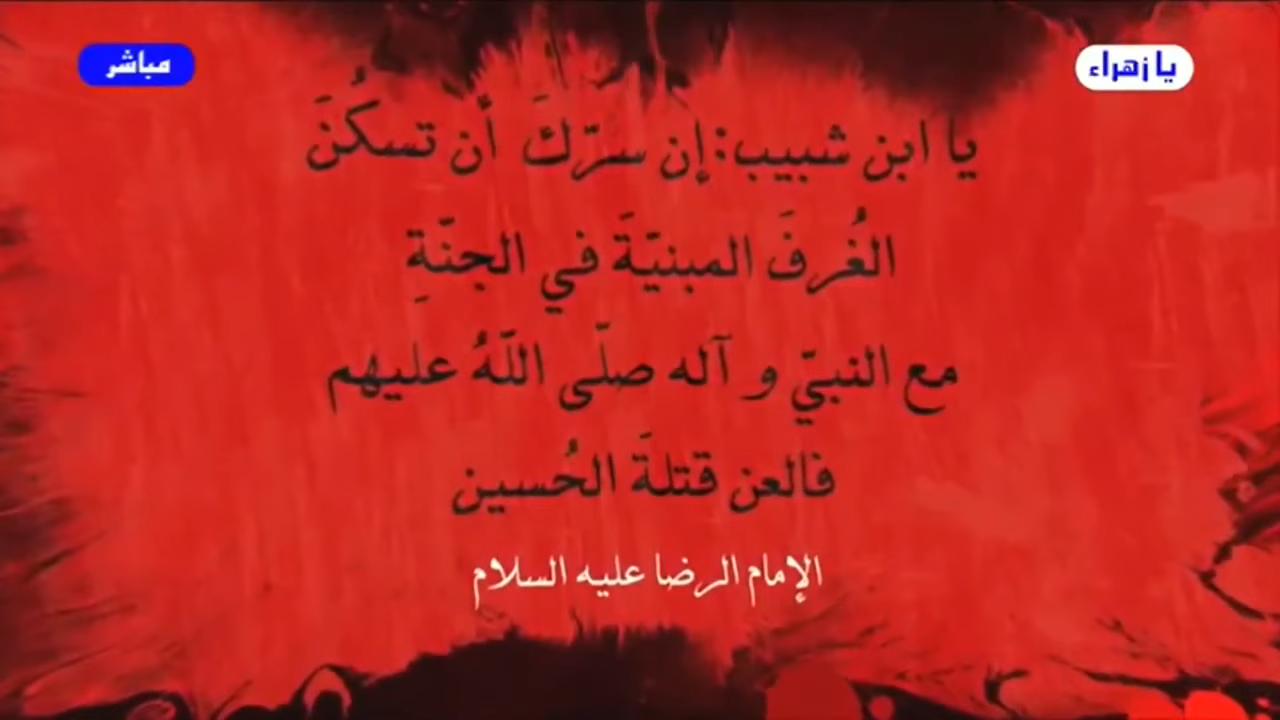 يا زهراء
مباشر
يا ابن شبيب: إن سرّكَ أن تسكُنَ
الغُرفَ المبنيّةَ في الجنّةِ
مع النبيّ و آله صلّى اللّهُ عليهم
فالعن قتلةَ الحُسين
الإمام الرضا عليه السلام